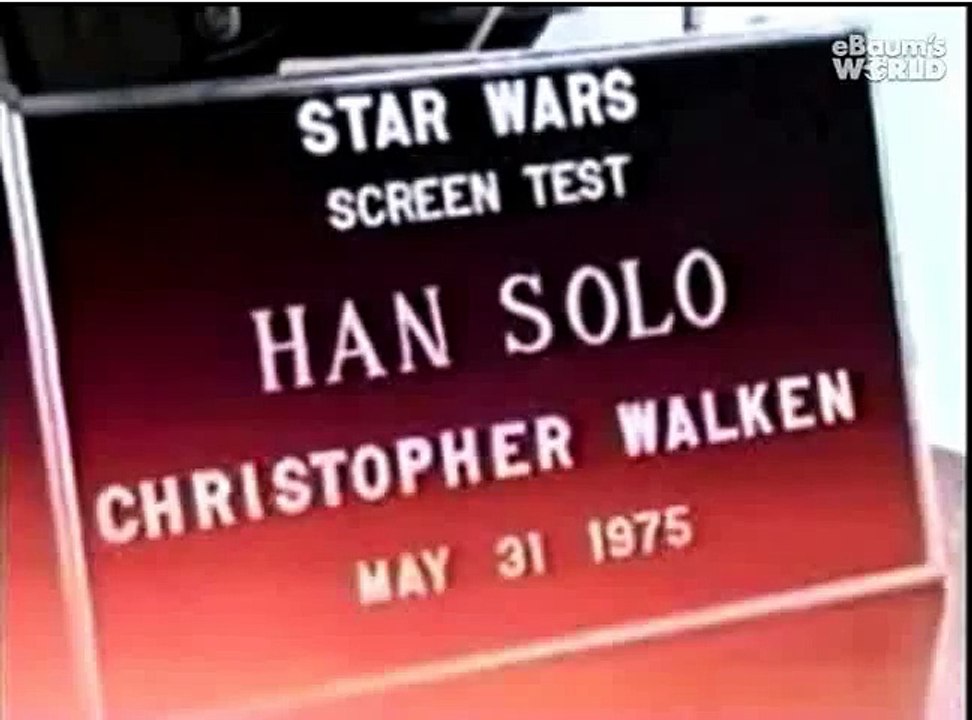 eBaum's
WORLD
STAR WARS
SCREEN TEST
HAN SOLO
CHRISTOPHER WALKEN
MAY 31 1975